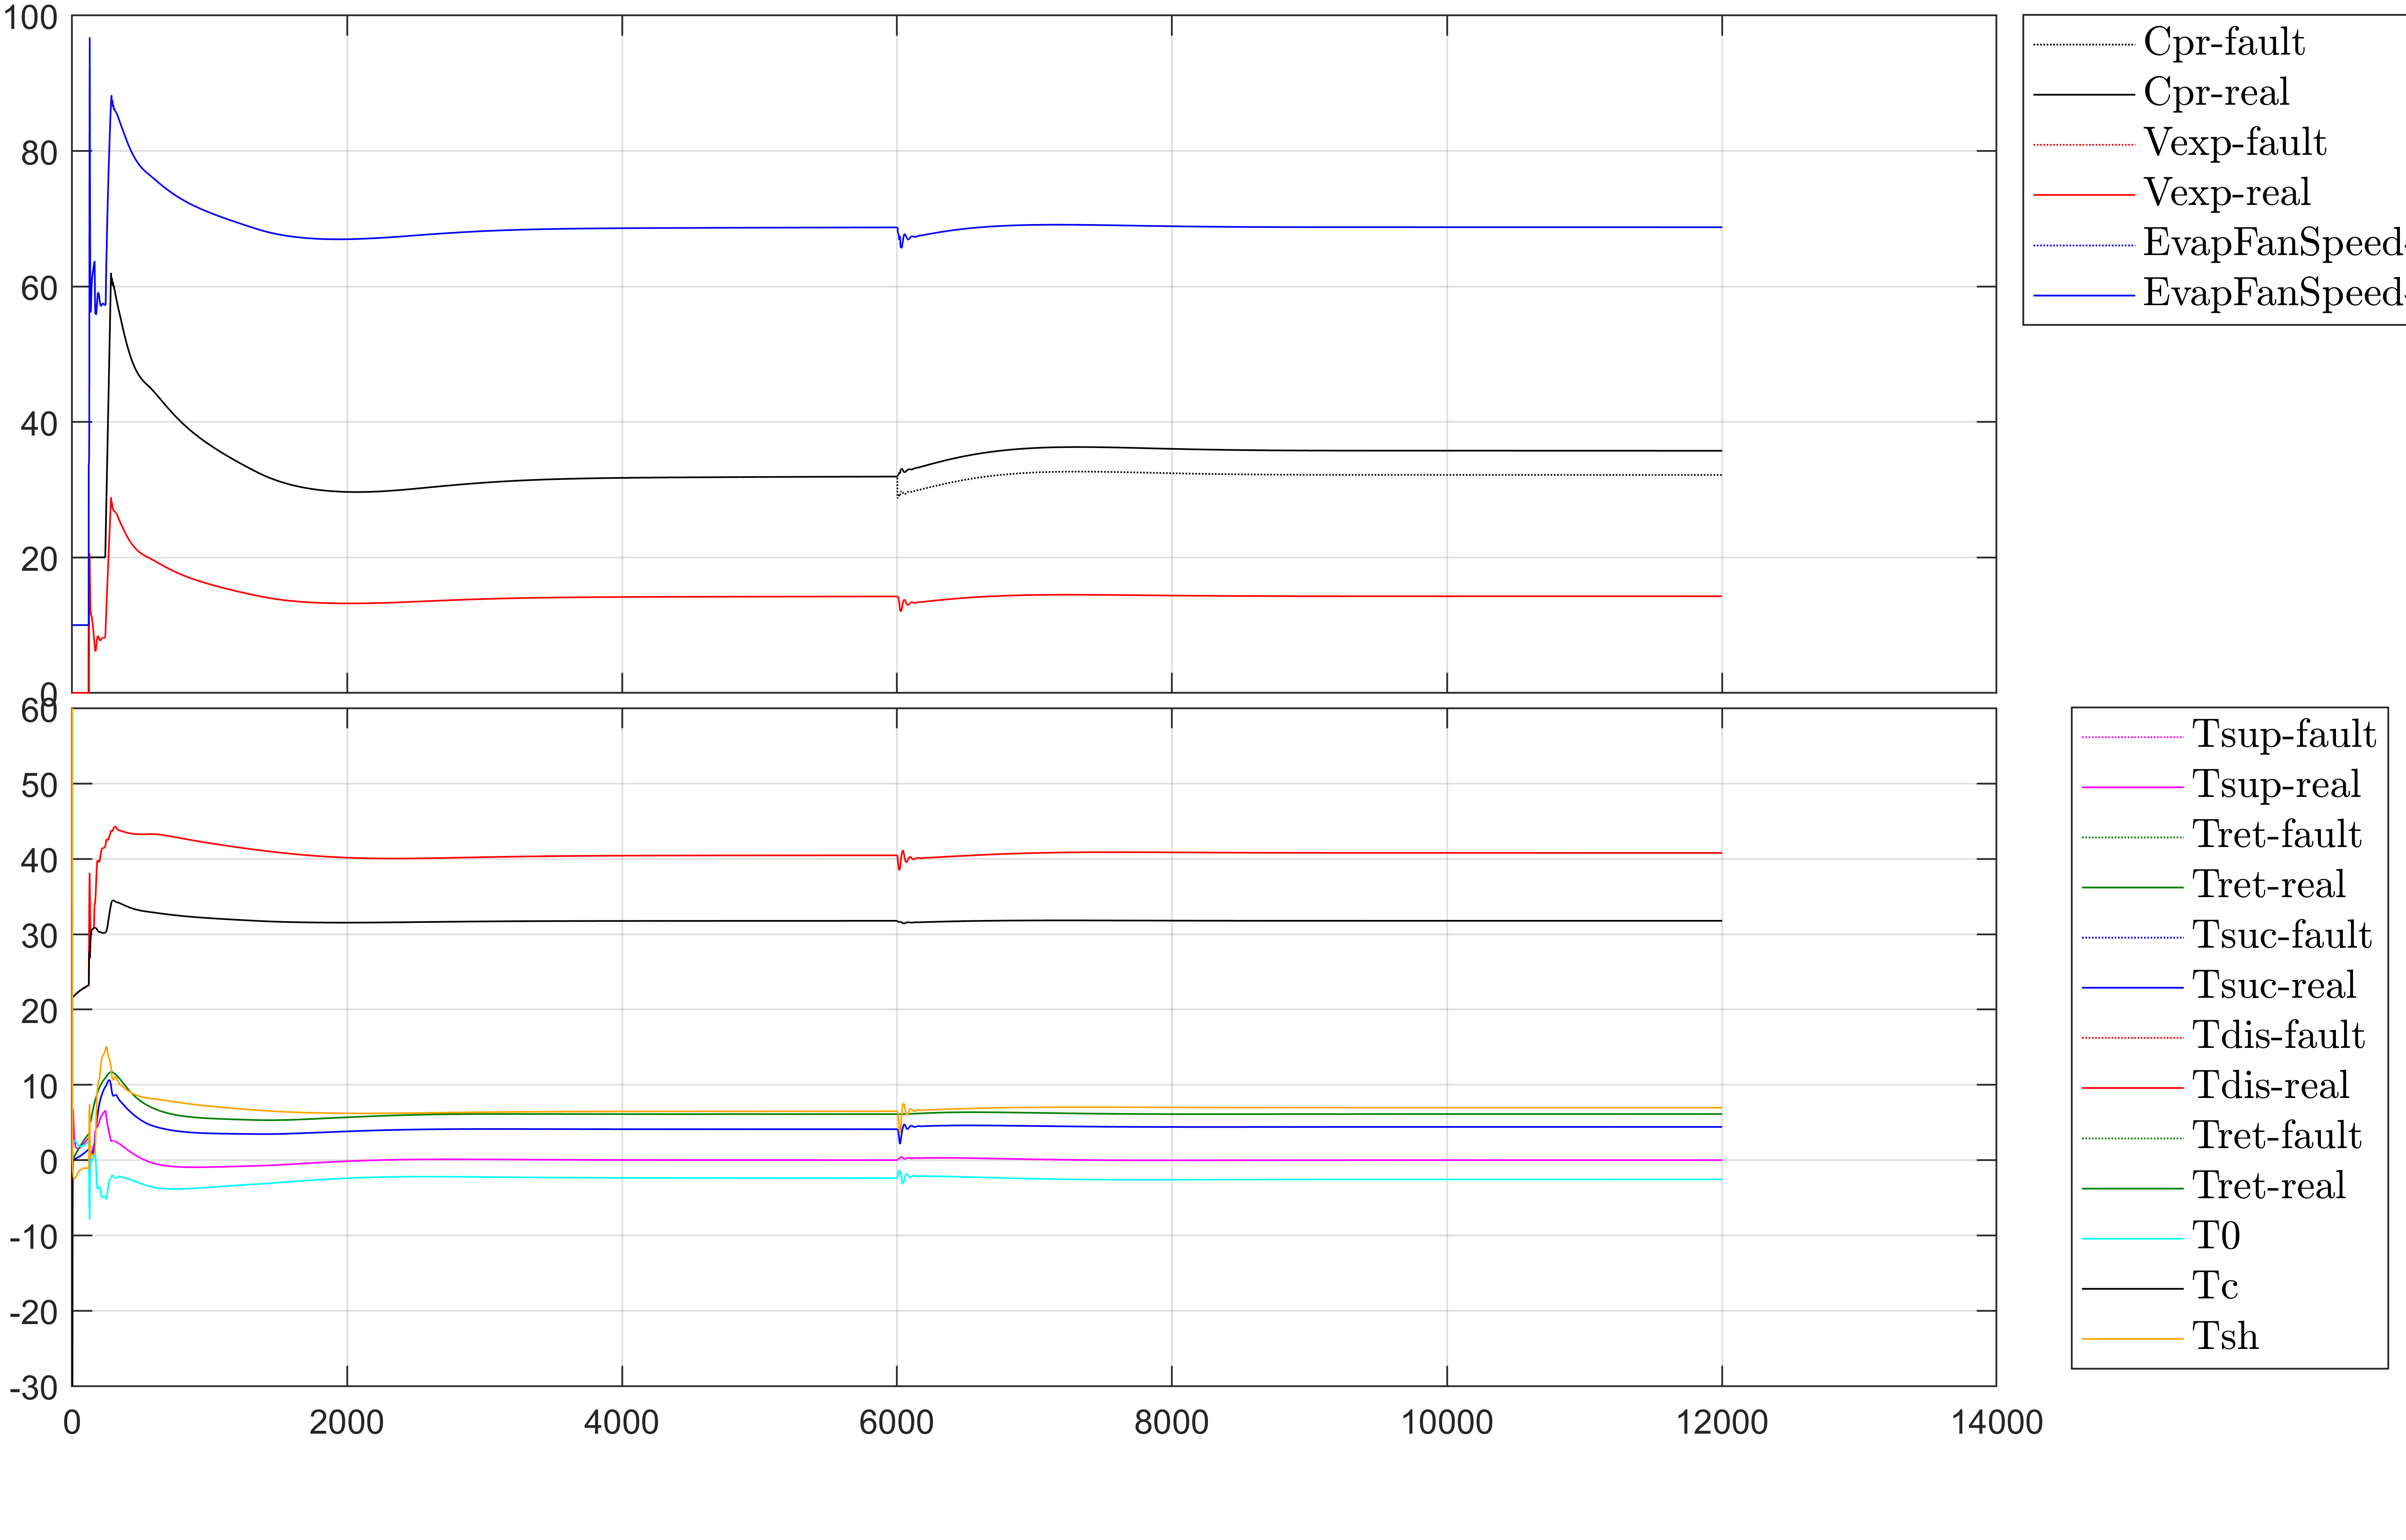 100
80
60
40
20
0
Cpr-fault
Cpr-real
Vexp-fault
Vexp-real
EvapFanSpeed-
EvapFanSpeed-
60
50
40
30
20
10
0
-10
-20
-30
0 2000 4000 6000 8000 10000 12000 14000
Tsup-fault
Tsup-real
Tret-fault
Tret-real
Tsuc-fault
Tsuc-real
Tdis-fault
Tdis-real
Tret-fault
Tret-real
T0
Tc
Tsh